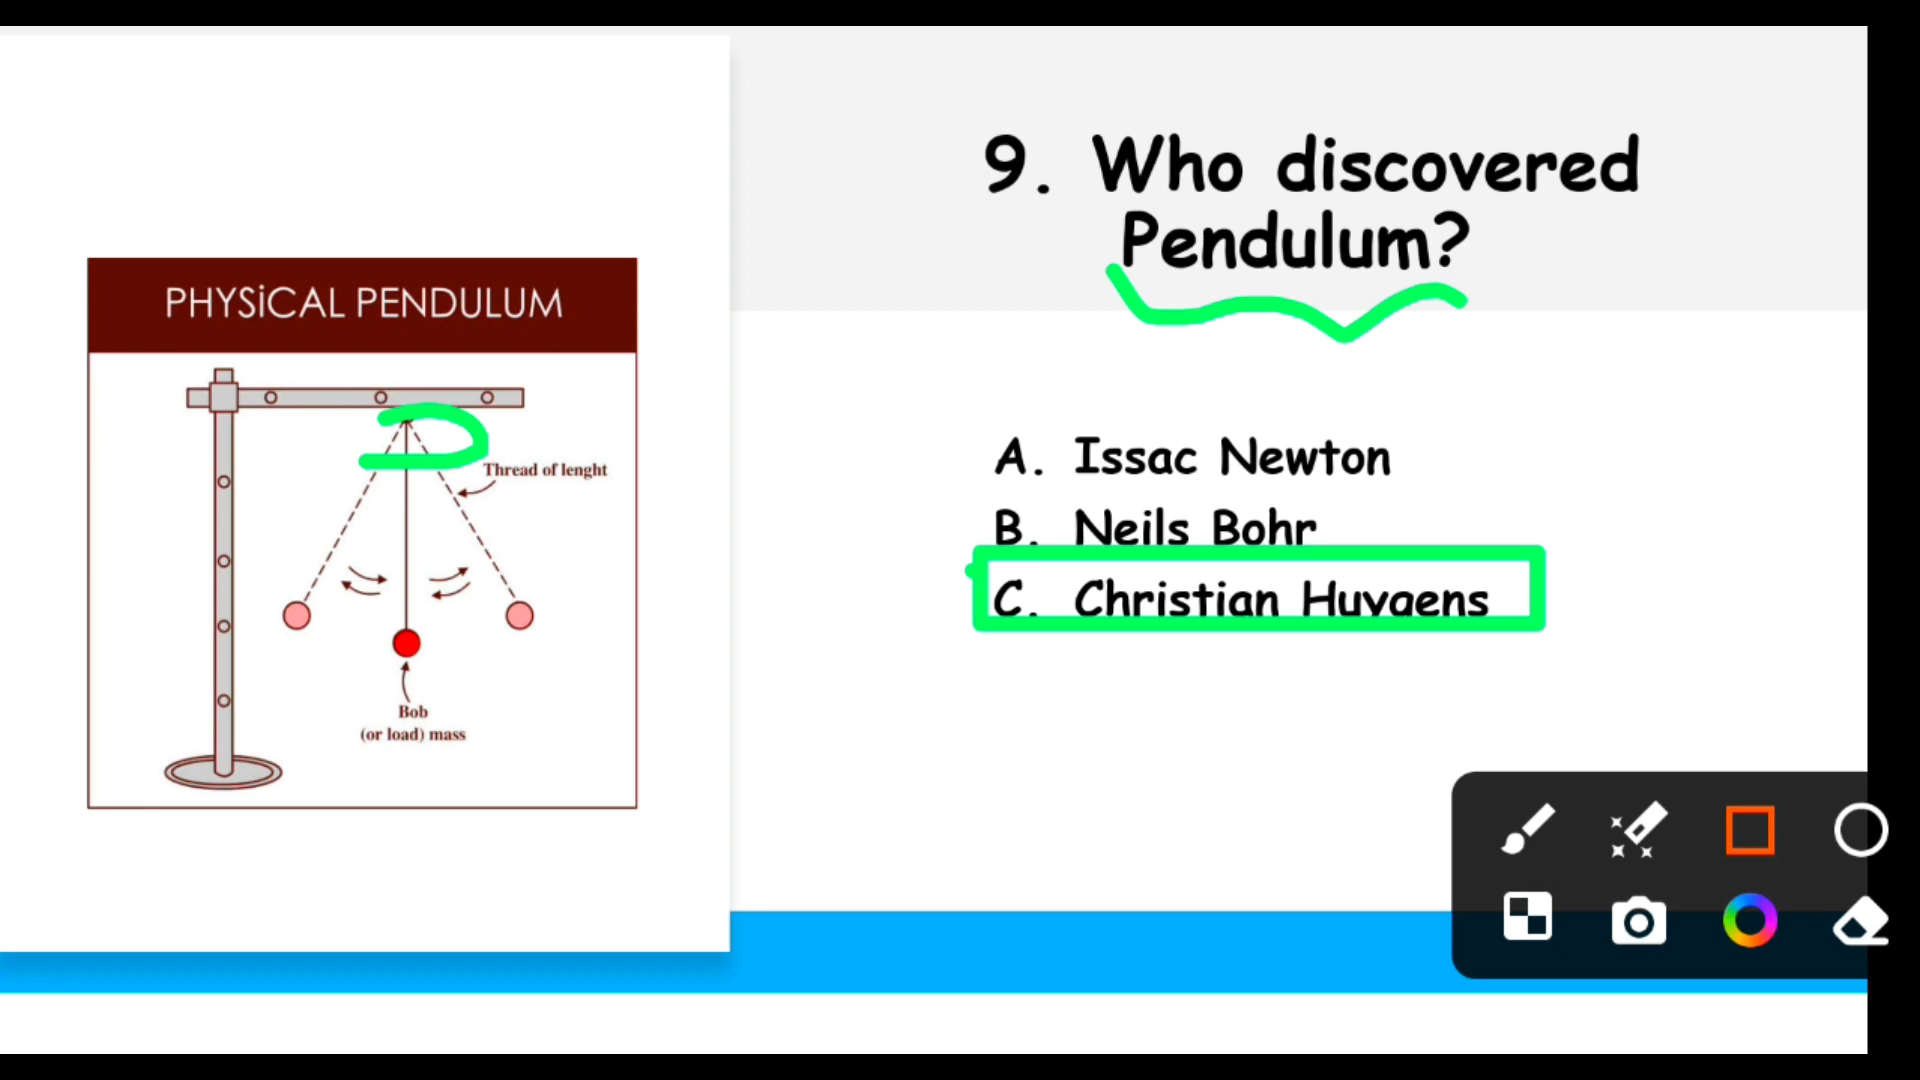 9. Who discovered
Pendulum?
PHYSiCAL PENDULUM
Thread of lenght
Bob
(or load) mass
A. Issac Newton
B. Neils Bohr
C. Christian Huygens